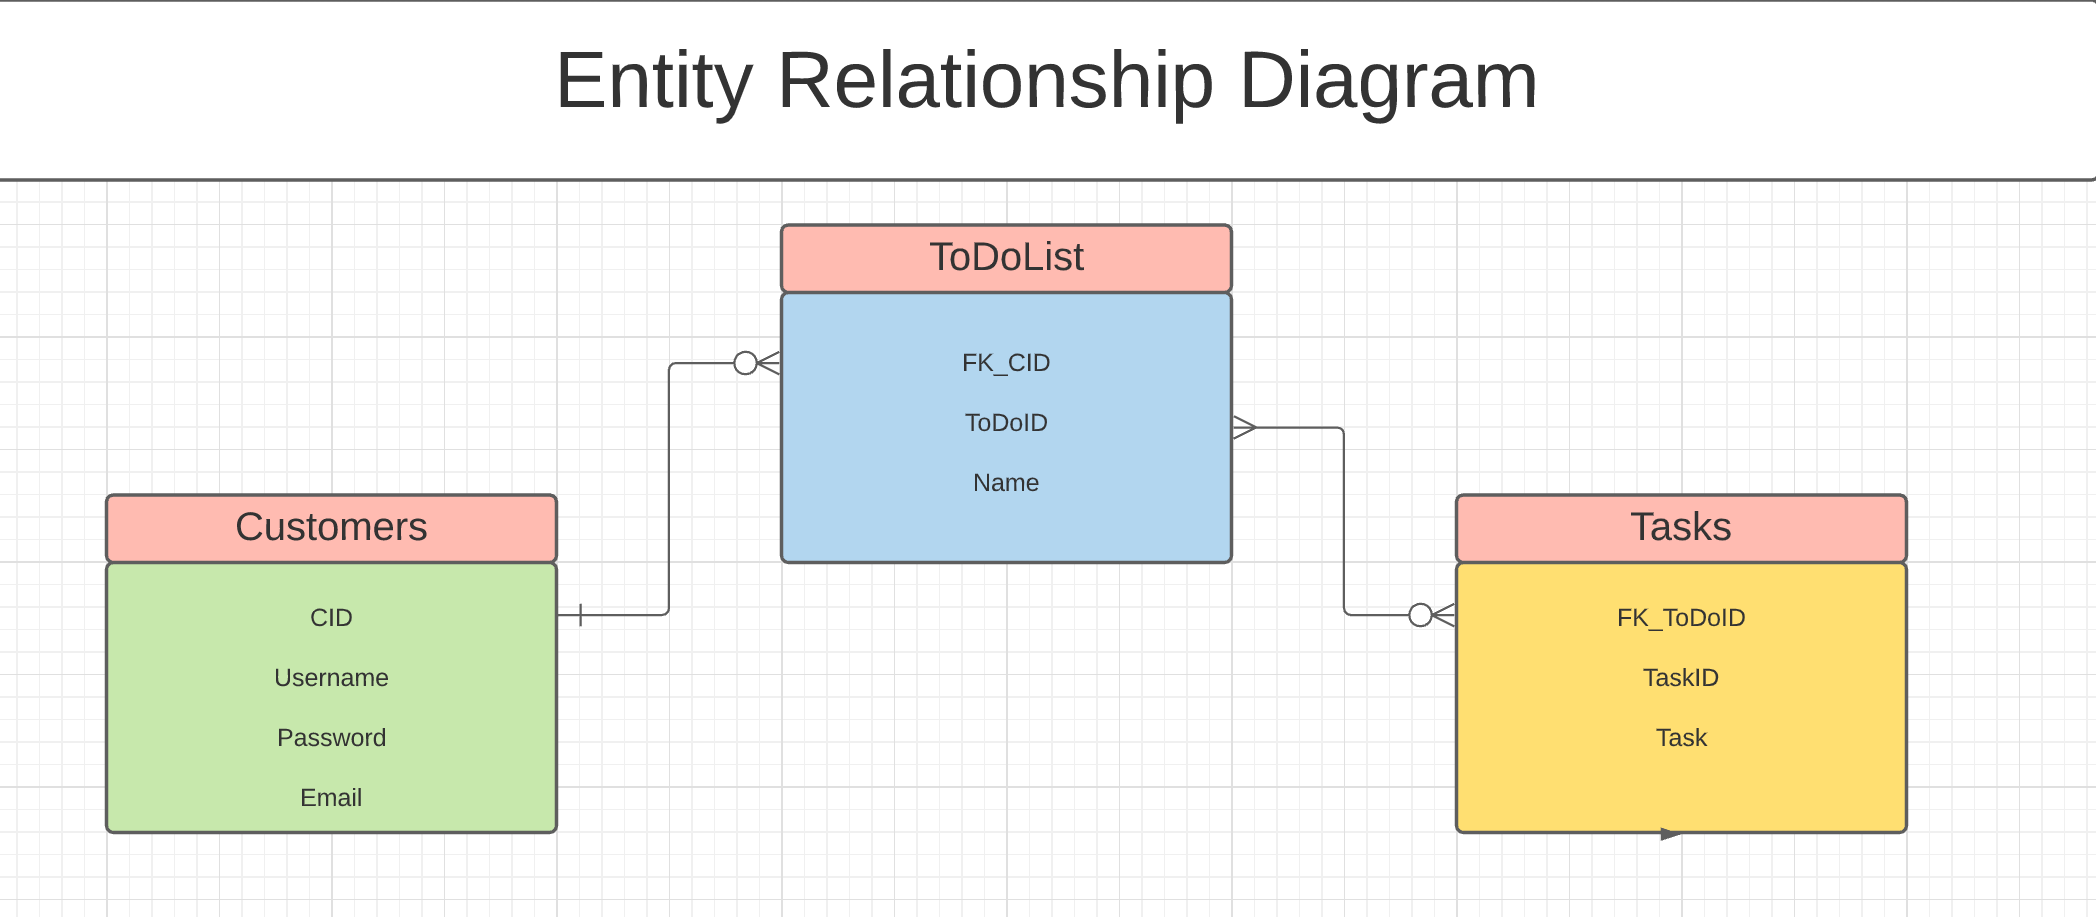 Entity Relationship Diagram
ToDoList
FK_CID
ToDoID
Name
Customers
CID
Username
Password
Email
Tasks
FK_ToDoID
TaskID
Task